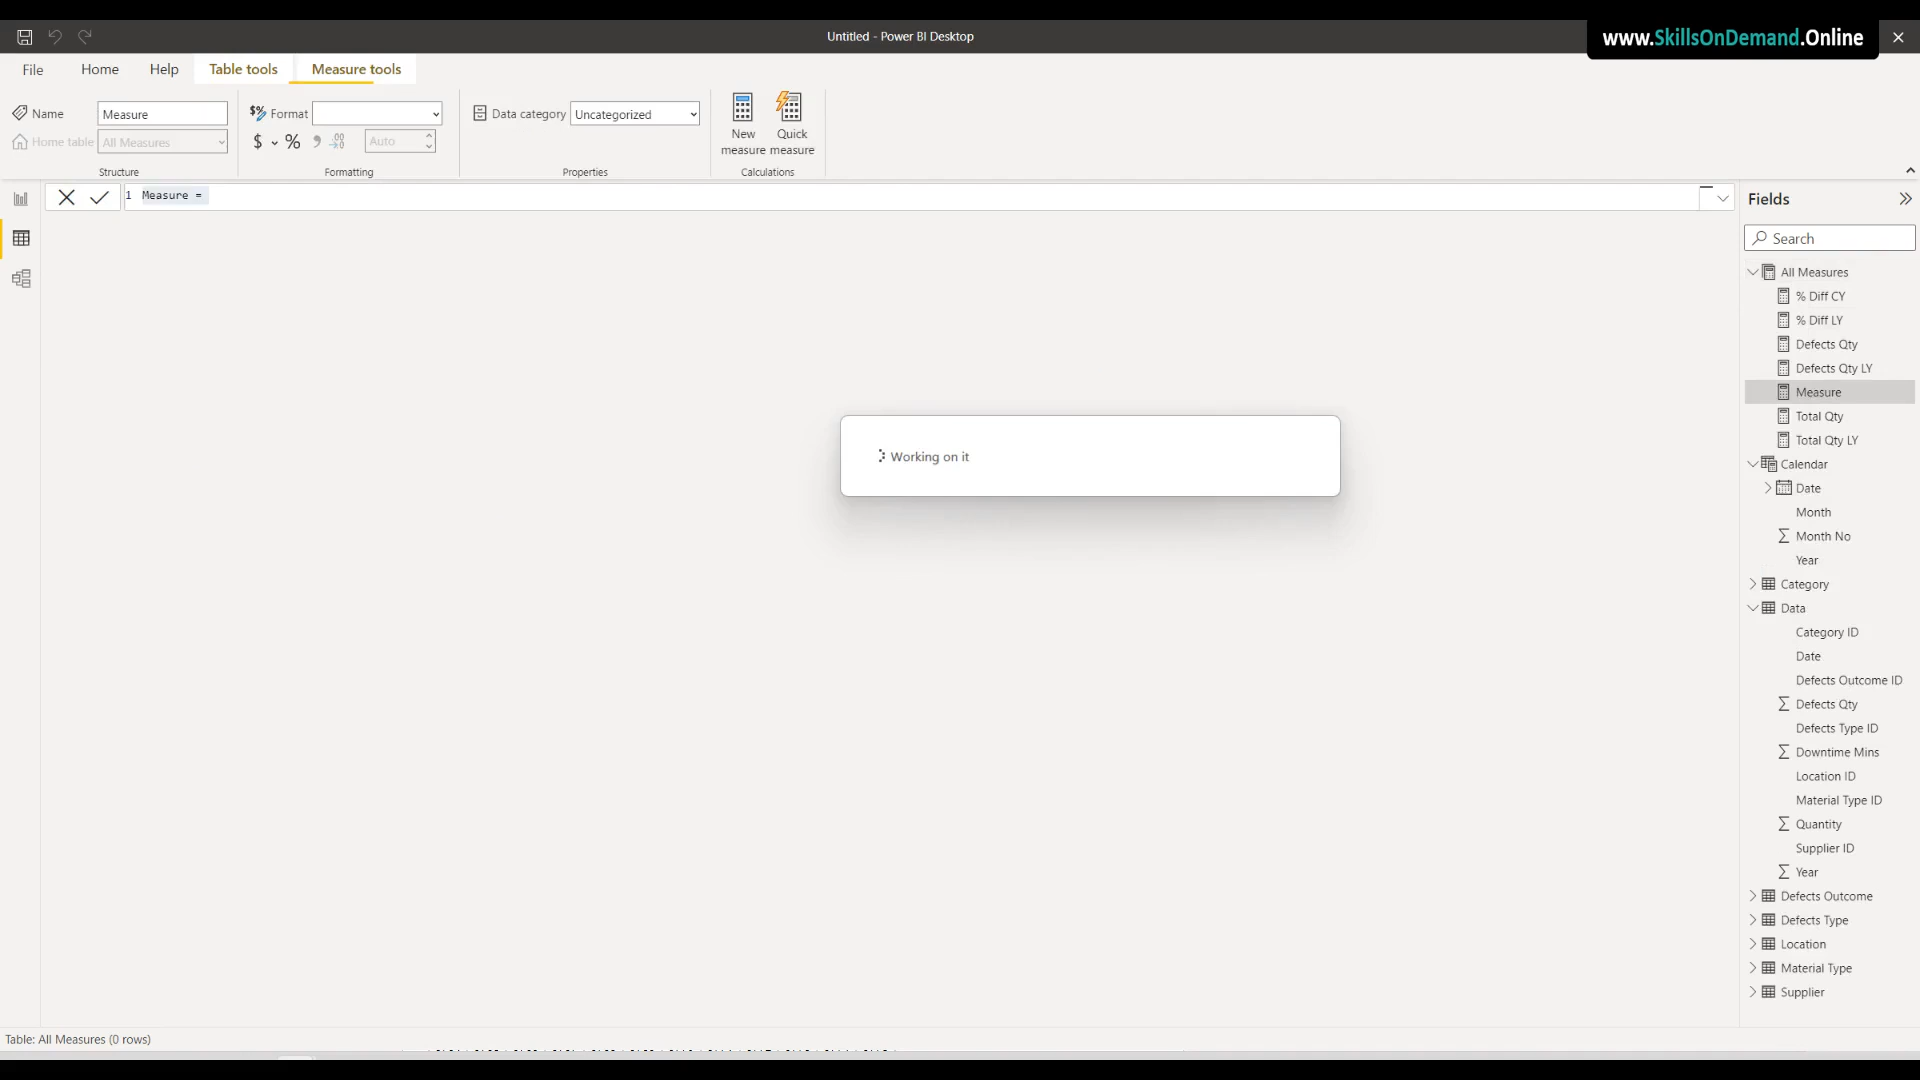 Untitled - Power BI Desktop
www.SkillsOnDemand.Online
File
Home
Help
Table tools
Measure tools
Name
Measure
Home table
All Measures
Structure
Format
$
%
Auto
Formatting
Data category
Uncategorized
Properties
New measure
Quick measure
Calculations
1 Measure =
Fields
Search
All Measures
% Diff CY
% Diff LY
Defects Qty
Defects Qty LY
Measure
Total Qty
Total Qty LY
Calendar
Date
Month
Month No
Year
Category
Data
Category ID
Date
Defects Outcome ID
Defects Qty
Defects Type ID
Downtime Mins
Location ID
Material Type ID
Quantity
Supplier ID
Year
Defects Outcome
Defects Type
Location
Material Type
Supplier
Working on it
Table: All Measures (0 rows)